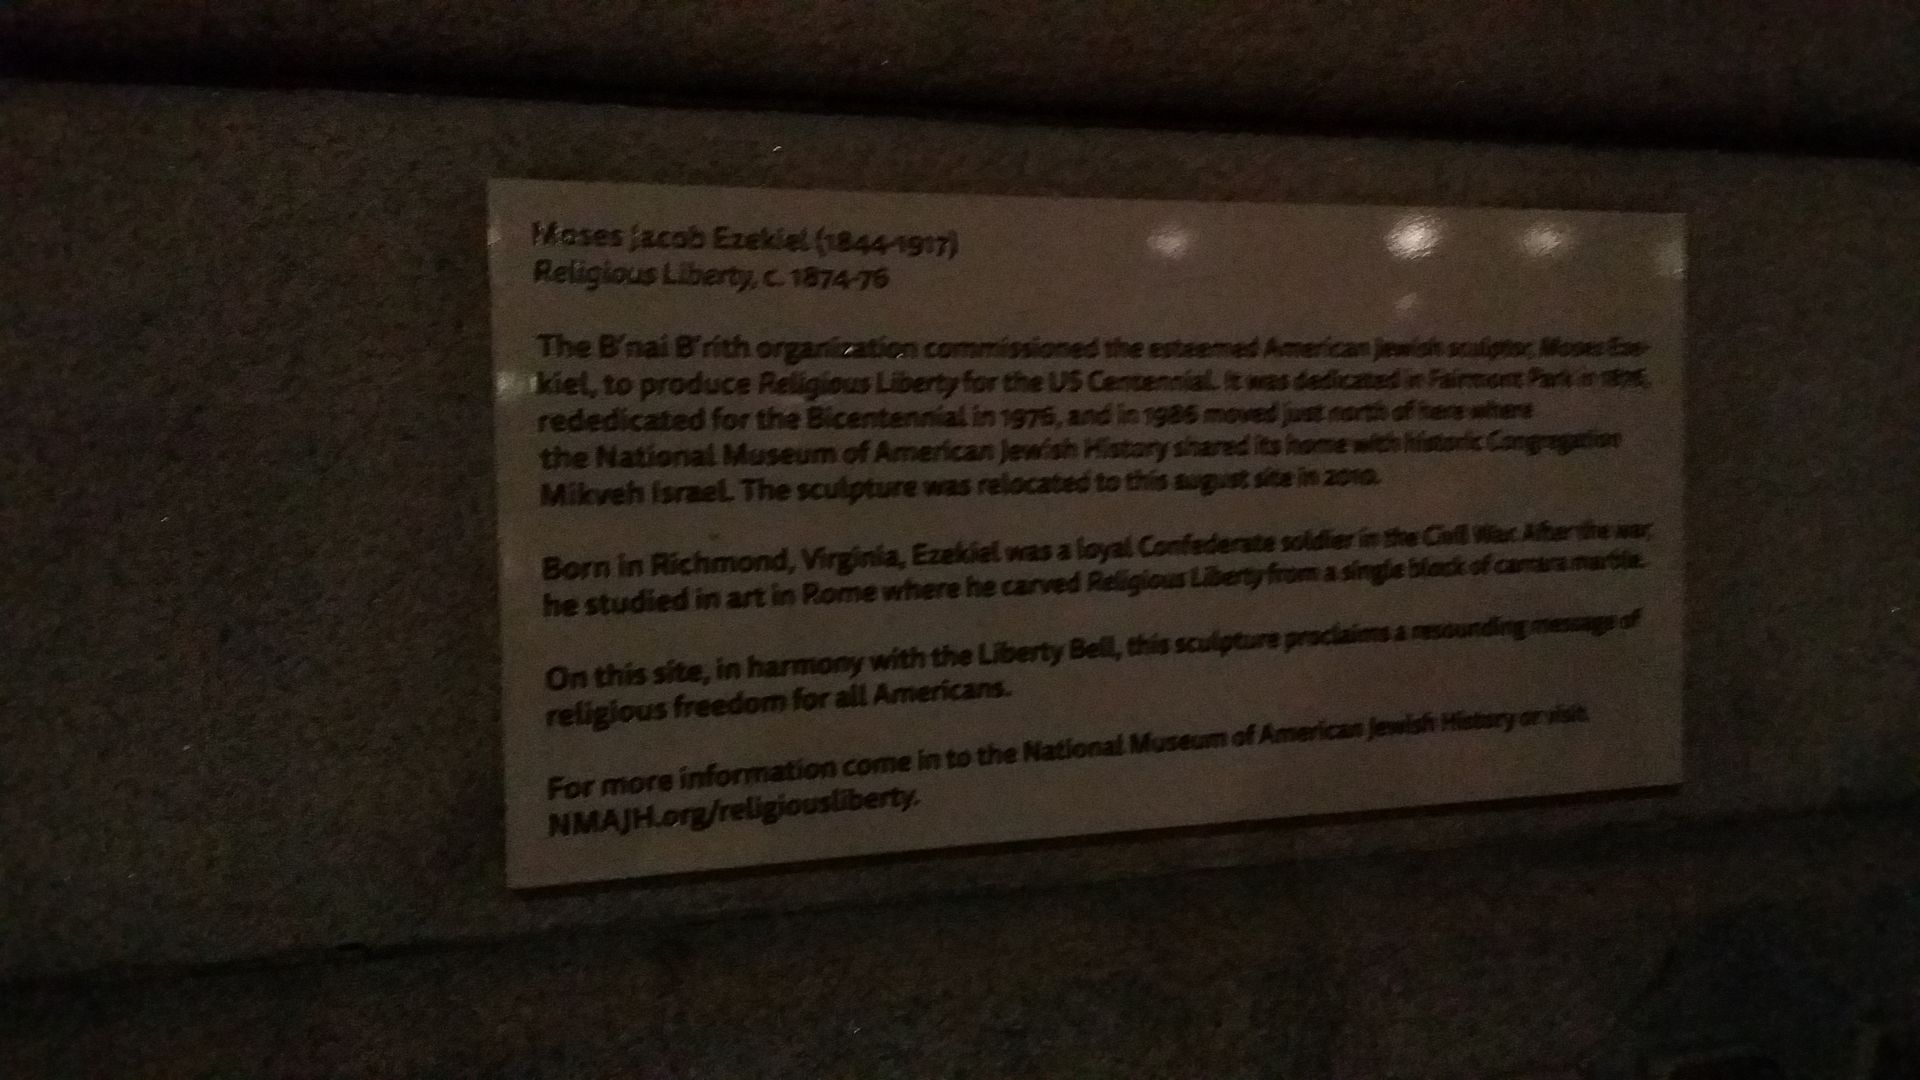 Moses Jacob Ezekiel (1844-1917)
Religious Liberty, c. 1874-76
The B'nai B'rith organization commissioned the esteemed American Jewish sculptor, Moses Eze-
kiel, to produce Religious Liberty for the US Centennial. It was dedicated in Fairmont Park in 1876,
rededicated for the Bicentennial in 1976, and in 1986 moved just north of here where
the National Museum of American Jewish History shared its home with historic Congregation
Mikveh Israel. The sculpture was relocated to this august site in 2010.
Born in Richmond, Virginia, Ezekiel was a loyal Confederate soldier in the Civil War. After the war,
he studied in art in Rome where he carved Religious Liberty from a single block of carrara marble.
On this site, in harmony with the Liberty Bell, this sculpture proclaims a resounding message of
religious freedom for all Americans.
For more information come in to the National Museum of American Jewish History or visit
NMAJH.org/religiousliberty.